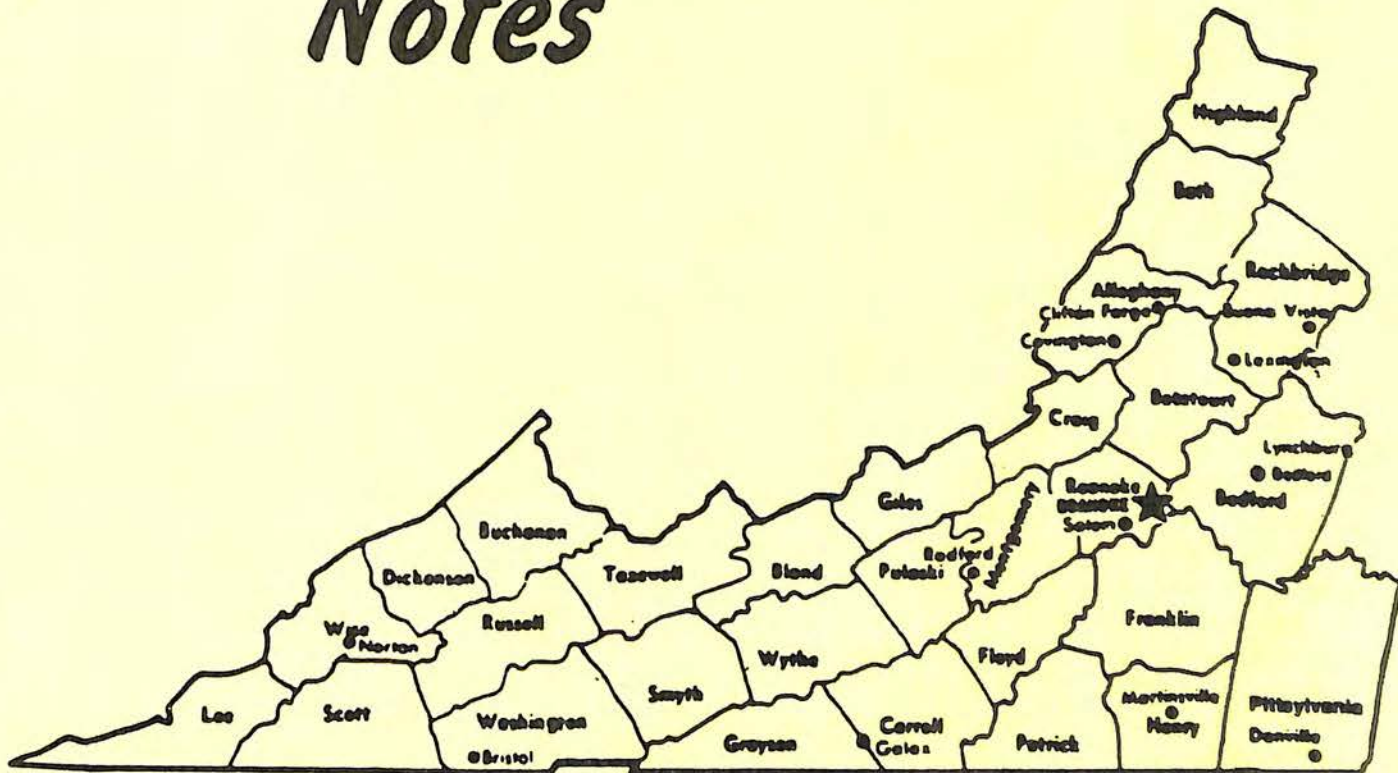 Notes
Highland
Bath
Rockbridge
Alleghany
Clifton Forge
Buena Vista
Covington
Lexington
Botetourt
Craig
Lynchburg
Bedford
Bedford
Roanoke
ROANOKE
Salem
Giles
Montgomery
Radford
Pulaski
Buchanan
Dickenson
Tazewell
Bland
Wise
Norton
Russell
Wythe
Floyd
Franklin
Lee
Scott
Washington
Bristol
Smyth
Grayson
Carroll
Galax
Patrick
Martinsville
Henry
Pittsylvania
Danville